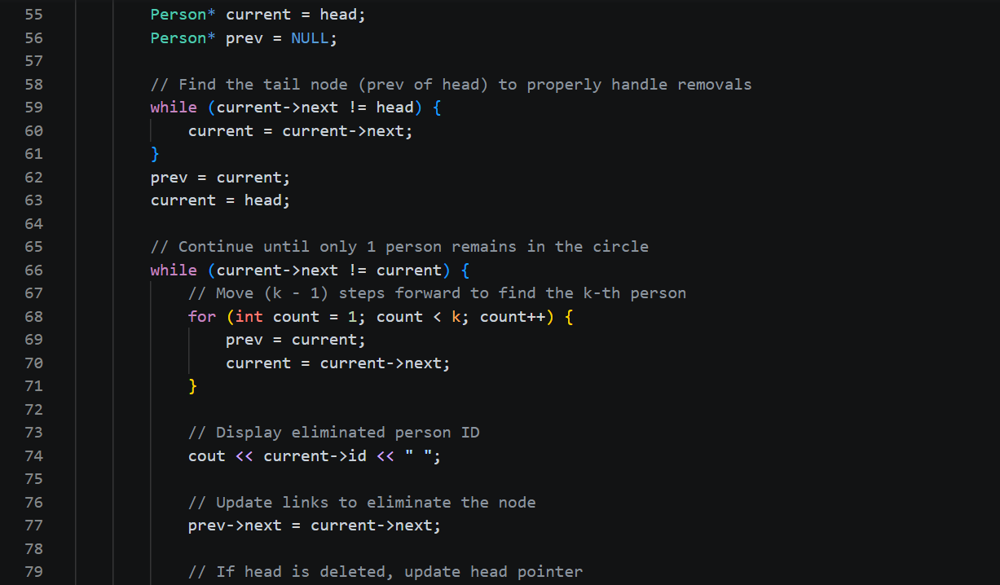 55 Person* current = head;
56 Person* prev = NULL;
57
58 // Find the tail node (prev of head) to properly handle removals
59 while (current->next != head) {
60 current = current->next;
61 }
62 prev = current;
63 current = head;
64
65 // Continue until only 1 person remains in the circle
66 while (current->next != current) {
67 // Move (k - 1) steps forward to find the k-th person
68 for (int count = 1; count < k; count++) {
69 prev = current;
70 current = current->next;
71 }
72
73 // Display eliminated person ID
74 cout << current->id << " ";
75
76 // Update links to eliminate the node
77 prev->next = current->next;
78
79 // If head is deleted, update head pointer